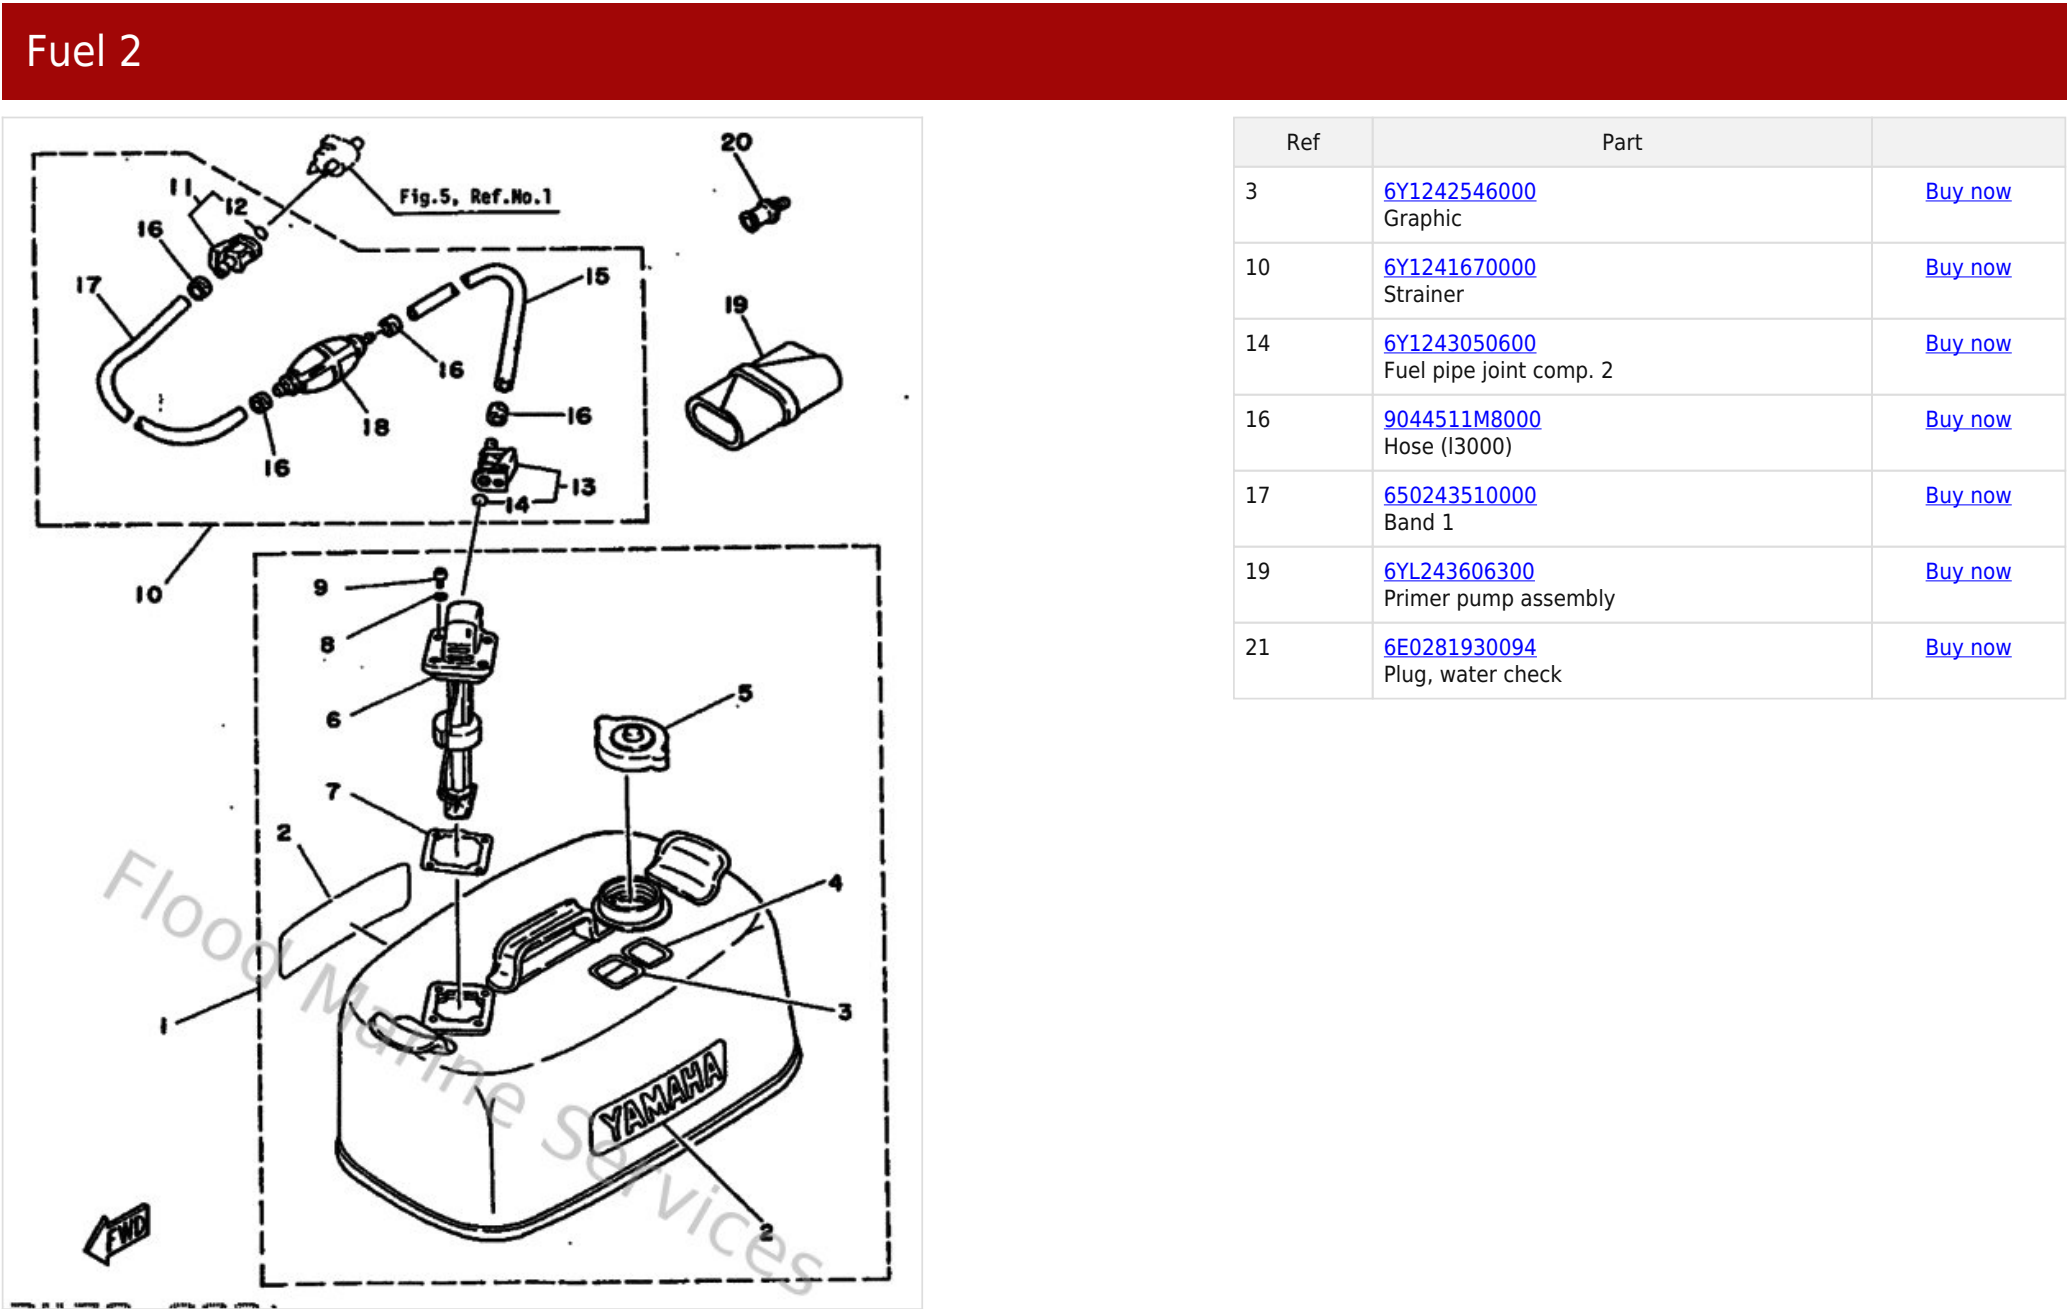 Fuel 2
20
11
12
Fig.5, Ref.No.1
16
17
15
19
16
18
16
16
13
14
10
9
8
6
5
7
2
4
3
1
YAMAHA
2
FWD
Flood Marine Services
Ref Part
3 6Y1242546000 Buy now
Graphic
10 6Y1241670000 Buy now
Strainer
14 6Y1243050600 Buy now
Fuel pipe joint comp. 2
16 9044511M8000 Buy now
Hose (l3000)
17 650243510000 Buy now
Band 1
19 6YL243606300 Buy now
Primer pump assembly
21 6E0281930094 Buy now
Plug, water check